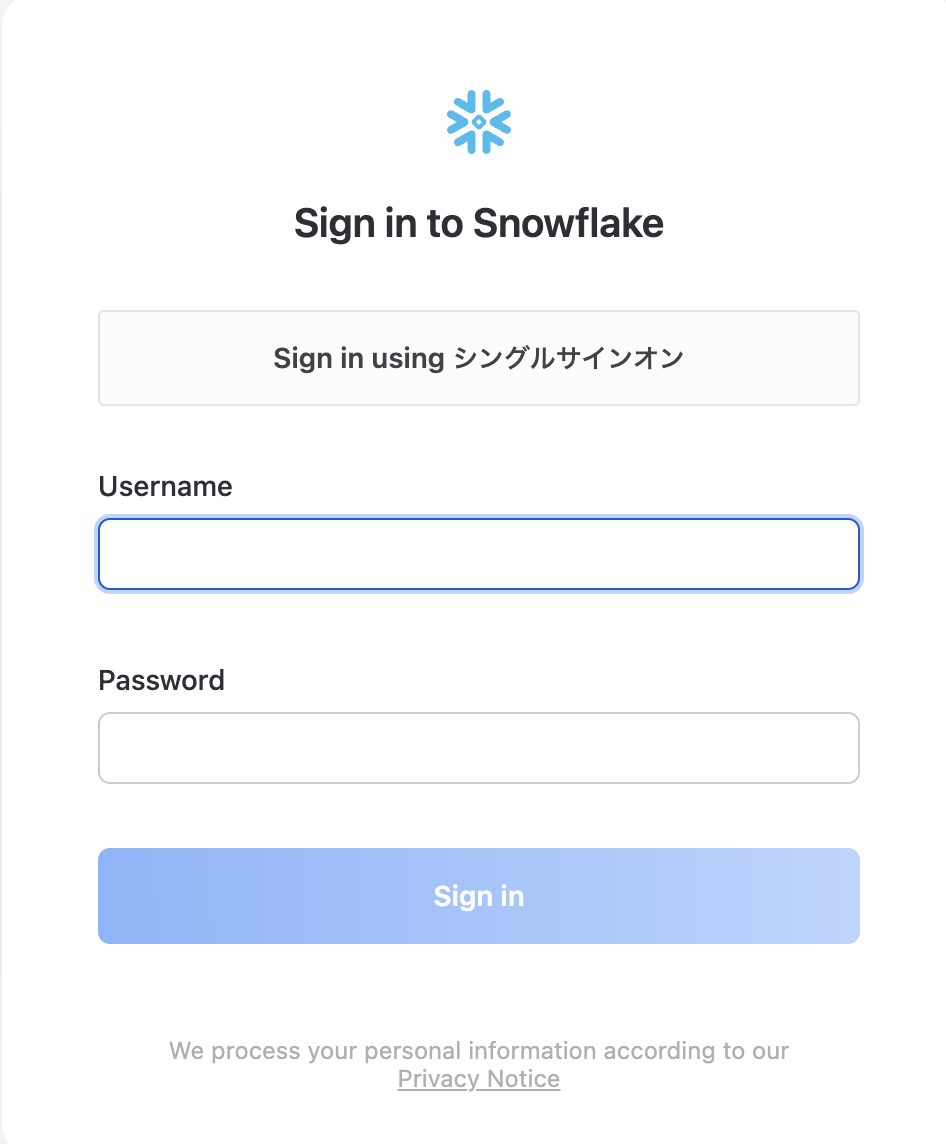 Sign in to Snowflake
Sign in using シングルサインオン
Username
Password
Sign in
We process your personal information according to our
Privacy Notice